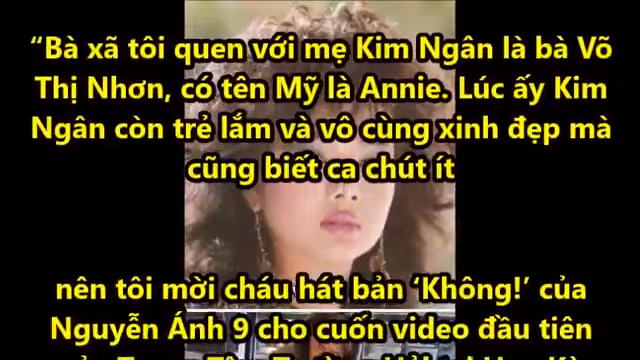 “Bà xã tôi quen với mẹ Kim Ngân là bà Võ
Thị Nhơn, có tên Mỹ là Annie. Lúc ấy Kim
Ngân còn trẻ lắm và vô cùng xinh đẹp mà
cũng biết ca chút ít
nên tôi mời cháu hát bản ‘Không!’ của
Nguyễn Ánh 9 cho cuốn video đầu tiên